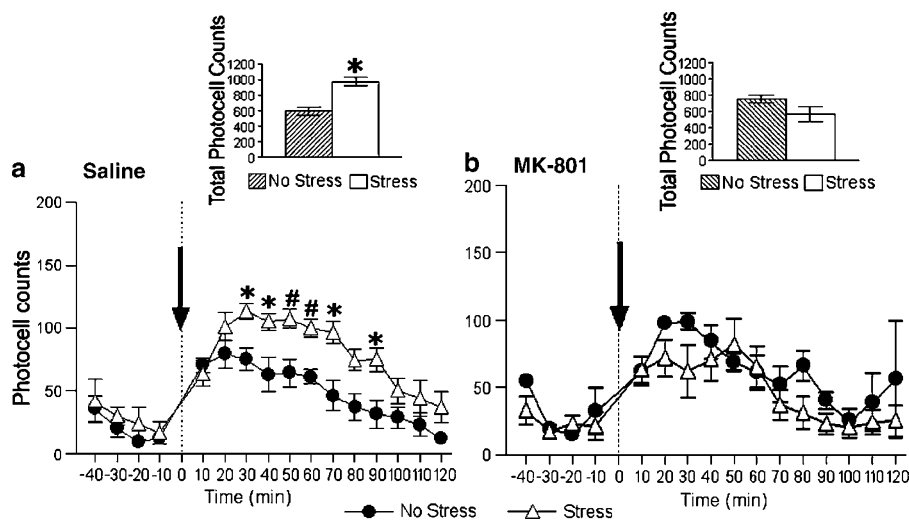 Total Photocell Counts
1200
1000
800
600
400
200
0
*
No Stress Stress
Total Photocell Counts
1200
1000
800
600
400
200
0
No Stress Stress
a Saline
Photocell counts
200
150
100
50
0
* * # # * *
-40 -30 -20 -10 0 10 20 30 40 50 60 70 80 90 100 110 120
Time (min)
b MK-801
200
150
100
50
0
-40 -30 -20 -10 0 10 20 30 40 50 60 70 80 90 100 110 120
Time (min)
No Stress Stress